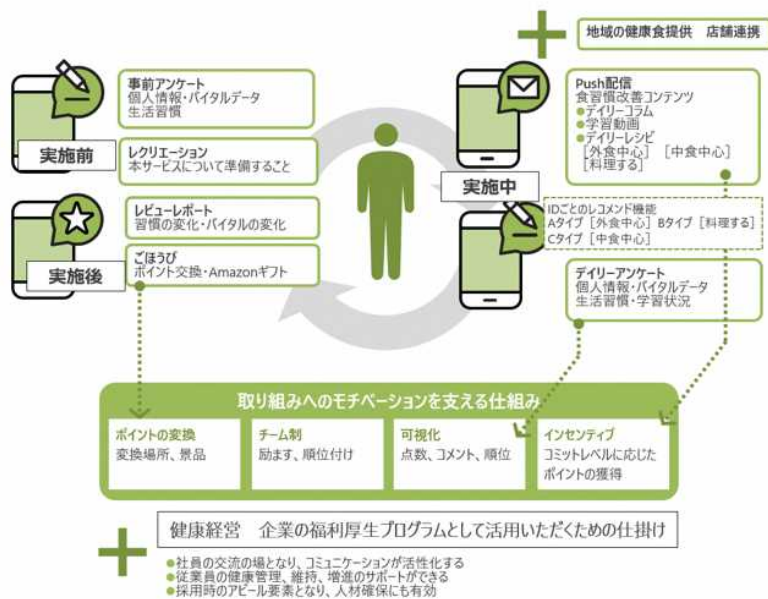 地域の健康食提供 店舗連携
事前アンケート
個人情報・バイタルデータ
生活習慣
実施前
レクリエーション
本サービスについて準備すること
レビューレポート
習慣の変化・バイタルの変化
実施後
ごほうび
ポイント交換・Amazonギフト
Push配信
食習慣改善コンテンツ
●デイリーコラム
●学習動画
●デイリーレシピ
[外食中心] [中食中心]
[料理する]
実施中
IDごとのレコメンド機能
Aタイプ [外食中心] Bタイプ [料理する]
Cタイプ [中食中心]
デイリーアンケート
個人情報・バイタルデータ
生活習慣・学習状況
取り組みへのモチベーションを支える仕組み
ポイントの変換
変換場所、景品
チーム制
励ます、順位付け
可視化
点数、コメント、順位
インセンティブ
コミットレベルに応じた
ポイントの獲得
健康経営 企業の福利厚生プログラムとして活用いただくための仕掛け
●社員の交流の場となり、コミュニケーションが活性化する
●従業員の健康管理、維持、増進のサポートができる
●採用時のアピール要素となり、人材確保にも有効